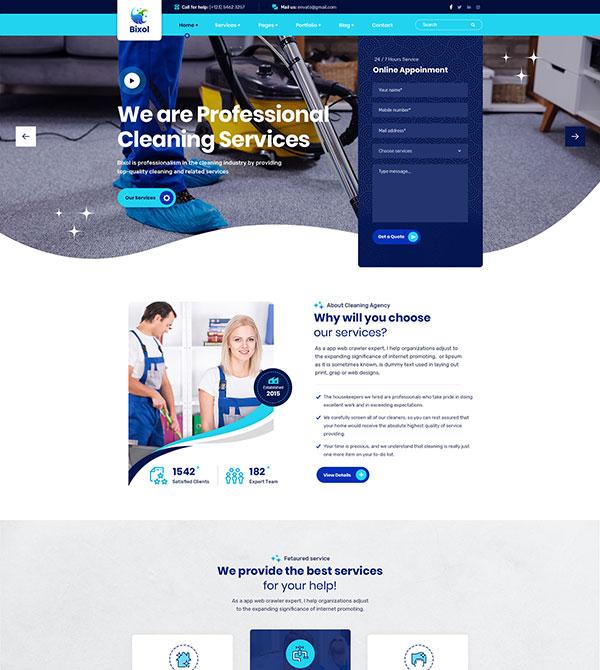 Call for help: (+123) 5462 3257
Mail us: envato@gmail.com
Bixol
Home
Services
Pages
Portfolio
Blog
Contact
Search
We are Professional
Cleaning Services
Bixol is professionalism in the cleaning industry by providing
top-quality cleaning and related services
Our Services
24 / 7 Hours Service
Online Appoinment
Your name*
Mobile number*
Mail address*
Choose services
Type message...
Get a Quote
Established
2015
1542 +
Satisfied Clients
182 +
Expert Team
About Cleaning Agency
Why will you choose
our services?
As a app web crawler expert, I help organizations adjust to
the expanding significance of internet promoting, or lipsum
as it is sometimes known, is dummy text used in laying out
print, grap or web designs.
The housekeepers we hired are professionals who take pride in doing
excellent work and in exceeding expectations.
We carefully screen all of our cleaners, so you can rest assured that
your home would receive the absolute highest quality of service
providing.
Your time is precious, and we understand that cleaning is really just
one more item on your to-do list.
View Details
Fetaured service
We provide the best services
for your help!
As a app web crawler expert, I help organizations adjust
to the expanding significance of internet promoting.